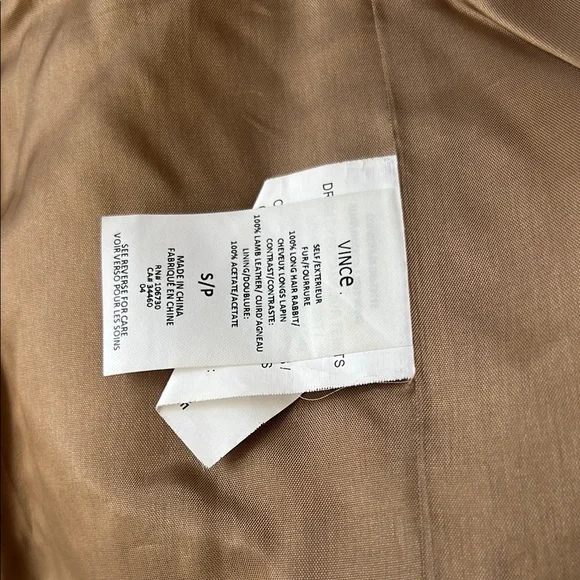 VINCE.
SELF/EXTERIEUR
FUR/FOURRURE
100% LONG HAIR RABBIT/
CHEVEUX LONGS LAPIN
CONTRAST/CONTRASTE:
100% LAMB LEATHER/ CUIRD'AGNEAU
LINING/DOUBLURE:
100% ACETATE/ACETATE
S/P
MADE IN CHINA
FABRIQUÉ EN CHINE
RN# 106730
CA# 34460
04
SEE REVERSE FOR CARE
VOIR VERSO POUR LES SOINS